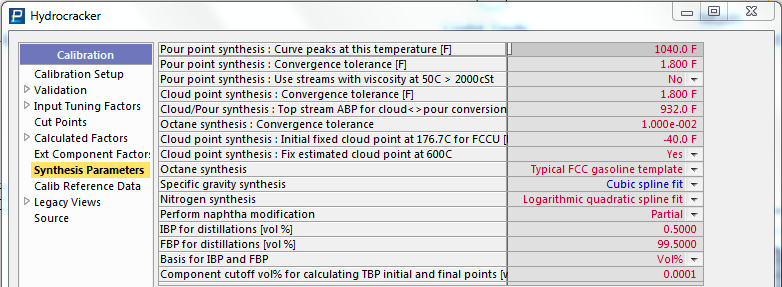 Hydrocracker
Calibration
Calibration Setup
Validation
Input Tuning Factors
Cut Points
Calculated Factors
Ext Component Factors
Synthesis Parameters
Calib Reference Data
Legacy Views
Source
Pour point synthesis : Curve peaks at this temperature [F] 1040.0 F
Pour point synthesis : Convergence tolerance [F] 1.800 F
Pour point synthesis : Use streams with viscosity at 50C > 2000cSt No
Cloud point synthesis : Convergence tolerance [F] 1.800 F
Cloud/Pour synthesis : Top stream ABP for cloud<>pour conversion 932.0 F
Octane synthesis : Convergence tolerance 1.000e-002
Cloud point synthesis : Initial fixed cloud point at 176.7C for FCCU [ -40.0 F
Cloud point synthesis : Fix estimated cloud point at 600C Yes
Octane synthesis Typical FCC gasoline template
Specific gravity synthesis Cubic spline fit
Nitrogen synthesis Logarithmic quadratic spline fit
Perform naphtha modification Partial
IBP for distillations [vol %] 0.5000
FBP for distillations [vol %] 99.5000
Basis for IBP and FBP Vol%
Component cutoff vol% for calculating TBP initial and final points [v 0.0001